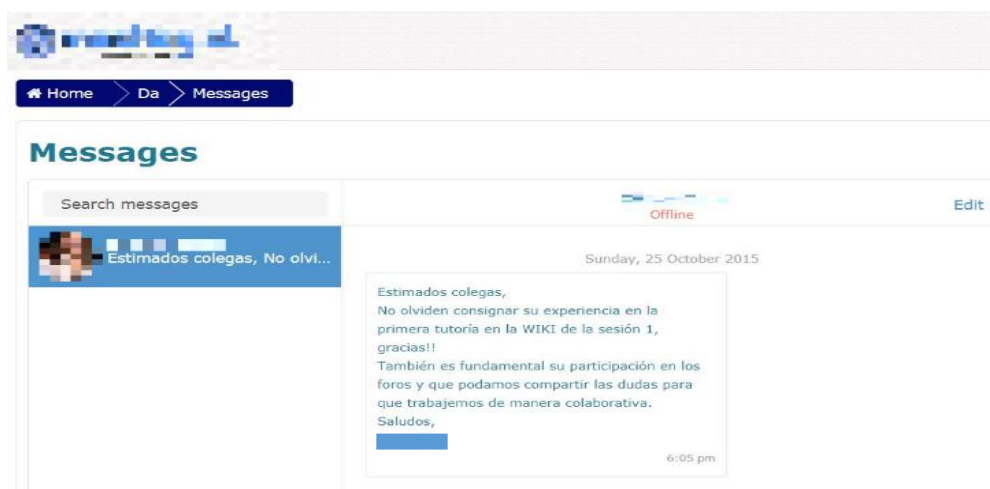 Home Da Messages
Messages
Search messages
Offline
Edit
Estimados colegas, No olvi...
Sunday, 25 October 2015
Estimados colegas,
No olviden consignar su experiencia en la
primera tutoría en la WIKI de la sesión 1,
gracias!!
También es fundamental su participación en los
foros y que podamos compartir las dudas para
que trabajemos de manera colaborativa.
Saludos,
6:05 pm